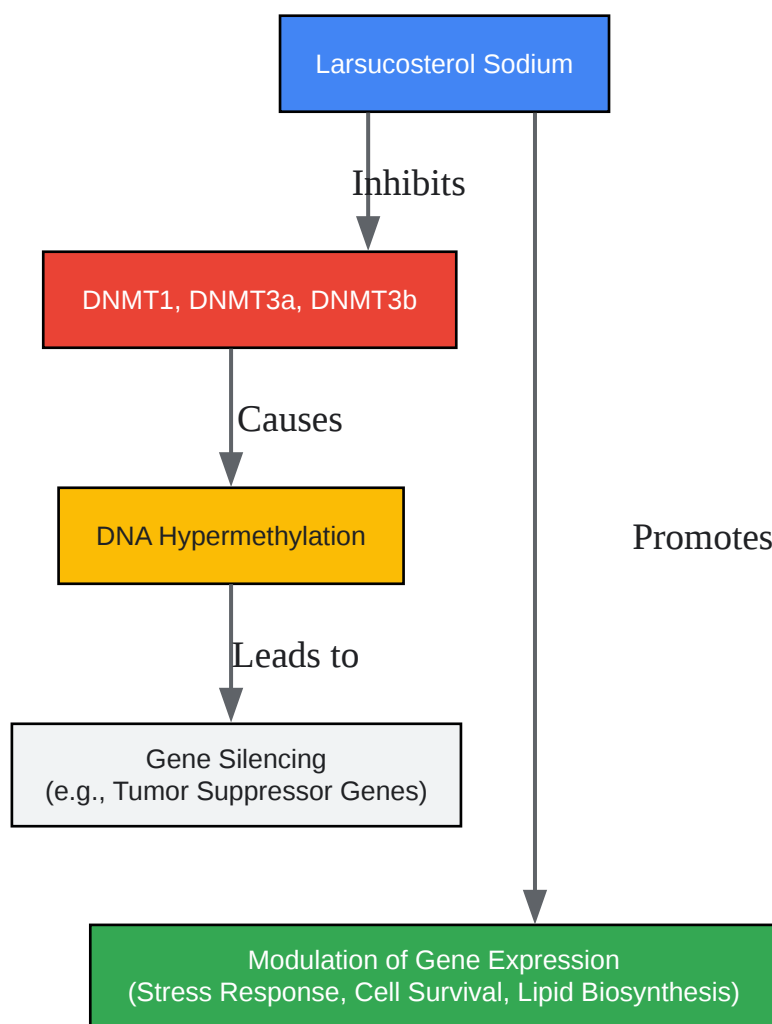 Larsucosterol Sodium
Inhibits
DNMT1, DNMT3a, DNMT3b
Causes
DNA Hypermethylation
Promotes
Leads to
Gene Silencing
(e.g., Tumor Suppressor Genes)
Modulation of Gene Expression
(Stress Response, Cell Survival, Lipid Biosynthesis)